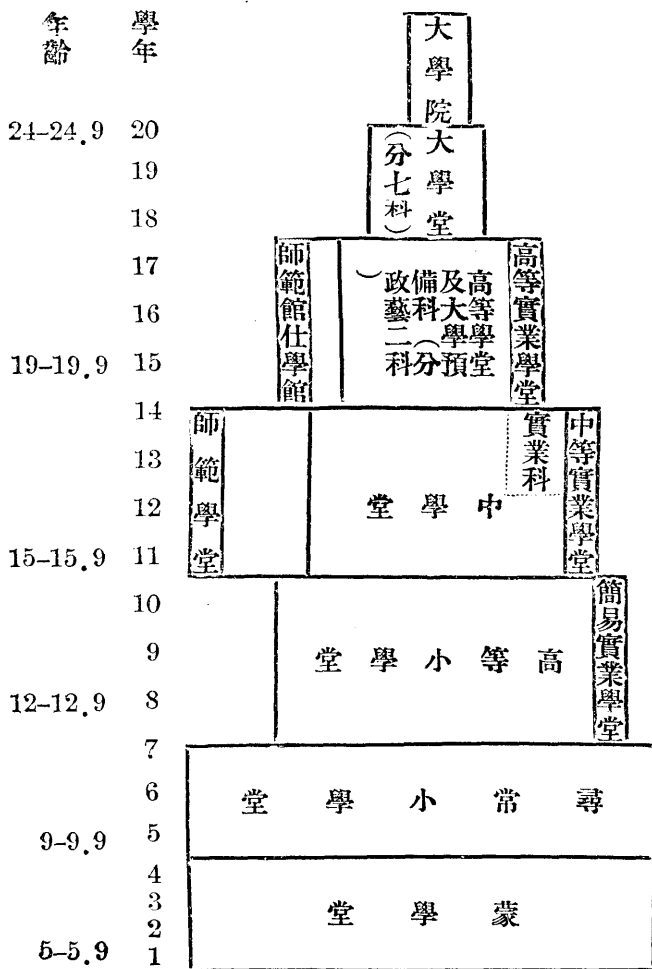 年齡
學年
大學院
24-24.9
20
大學堂
（分七科）
19
18
師範館仕學館
高等學堂
及大學預
備科（分
政藝二科
）
高等實業學堂
17
16
19-19.9
15
14
師範學堂
中學堂
實業科
中等實業學堂
13
12
15-15.9
11
10
高等小學堂
簡易實業學堂
9
12-12.9
8
7
6
尋常小學堂
9-9.9
5
4
3
蒙學堂
2
5-5.9
1